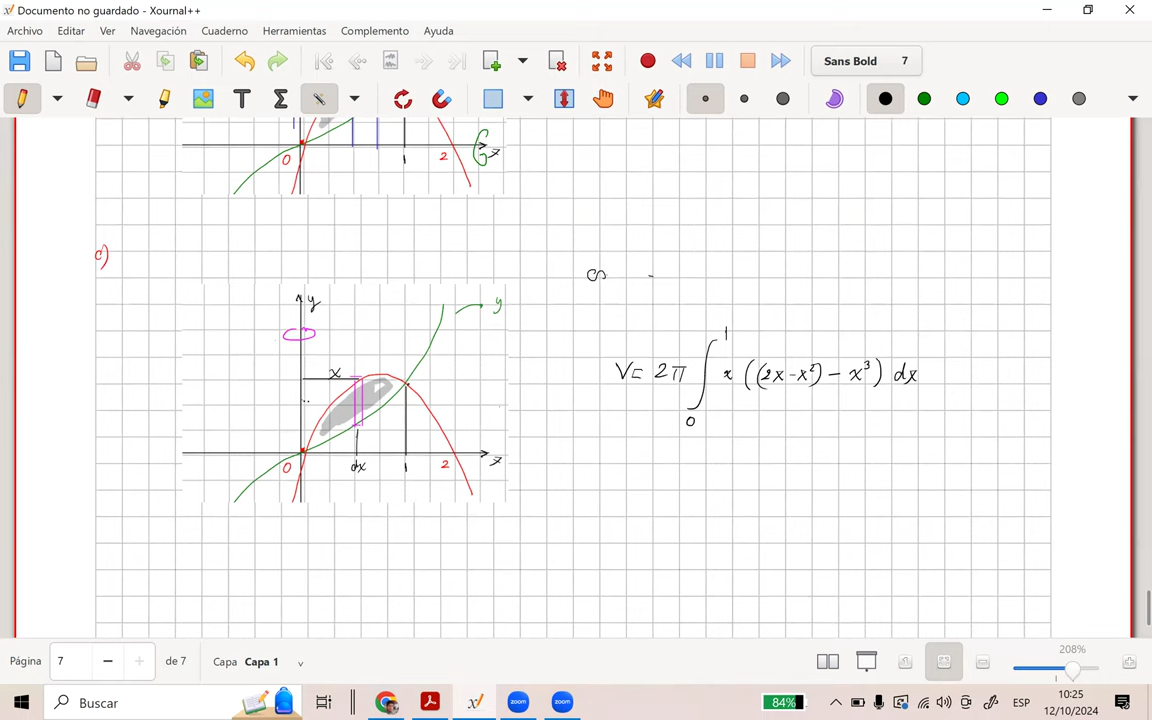 Documento no guardado - Xournal++
Archivo Editar Ver Navegación Cuaderno Herramientas Complemento Ayuda
Sans Bold 7
0 1 2 x
c)
y
y
x
V= 2π ∫₀¹ x ((2x-x²) - x³) dx
0 dx 1 2 x
Página 7 de 7 Capa Capa 1 208%
Buscar 84% ESP 10:25
12/10/2024